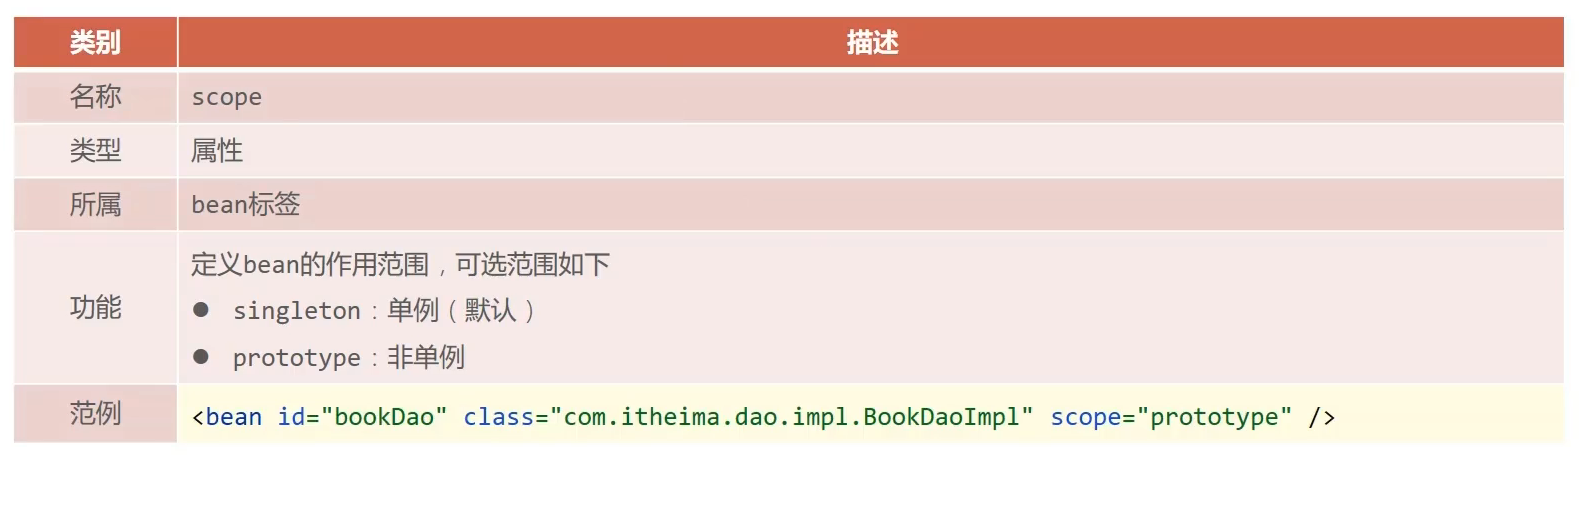 类别 描述
名称 scope
类型 属性
所属 bean标签
功能 定义bean的作用范围，可选范围如下
● singleton：单例（默认）
● prototype：非单例
范例 <bean id="bookDao" class="com.itheima.dao.impl.BookDaoImpl" scope="prototype" />